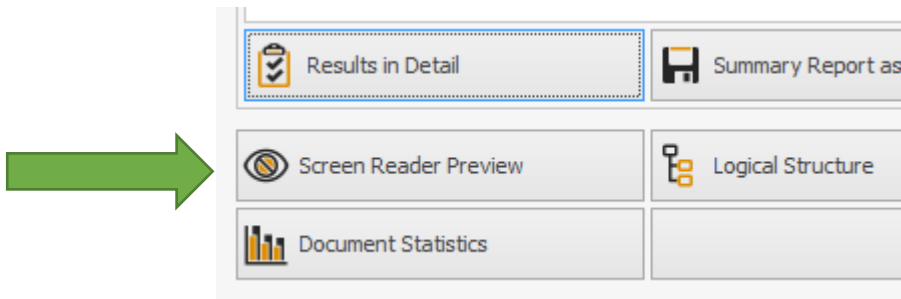 Results in Detail
Summary Report as
Screen Reader Preview
Logical Structure
Document Statistics